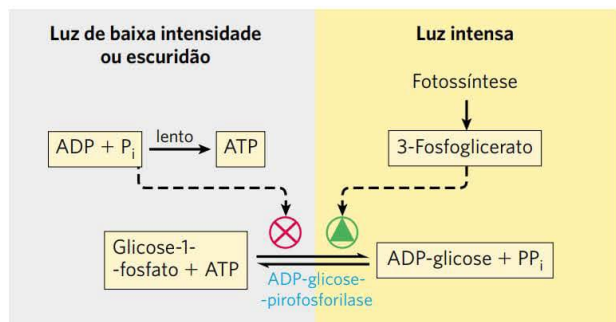 Luz de baixa intensidade
ou escuridão
Luz intensa
Fotossíntese
ADP + Pi
lento
ATP
3-Fosfoglicerato
Glicose-1-
-fosfato + ATP
ADP-glicose-
-pirofosforilase
ADP-glicose + PPi